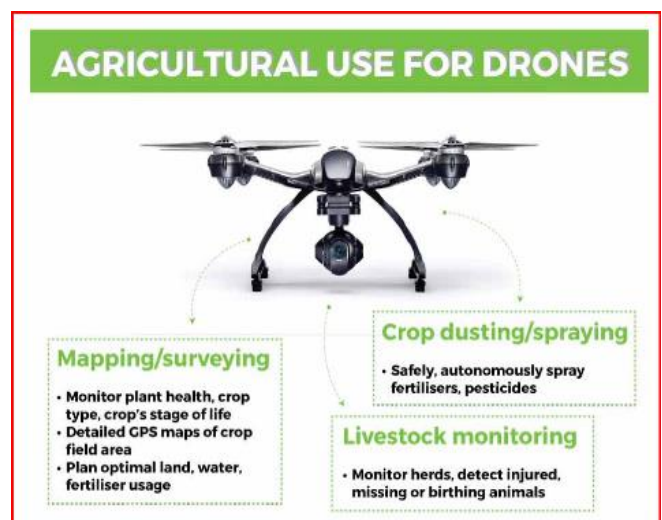 AGRICULTURAL USE FOR DRONES
Mapping/surveying
• Monitor plant health, crop
type, crop's stage of life
• Detailed GPS maps of crop
field area
• Plan optimal land, water,
fertiliser usage
Crop dusting/spraying
• Safely, autonomously spray
fertilisers, pesticides
Livestock monitoring
• Monitor herds, detect injured,
missing or birthing animals